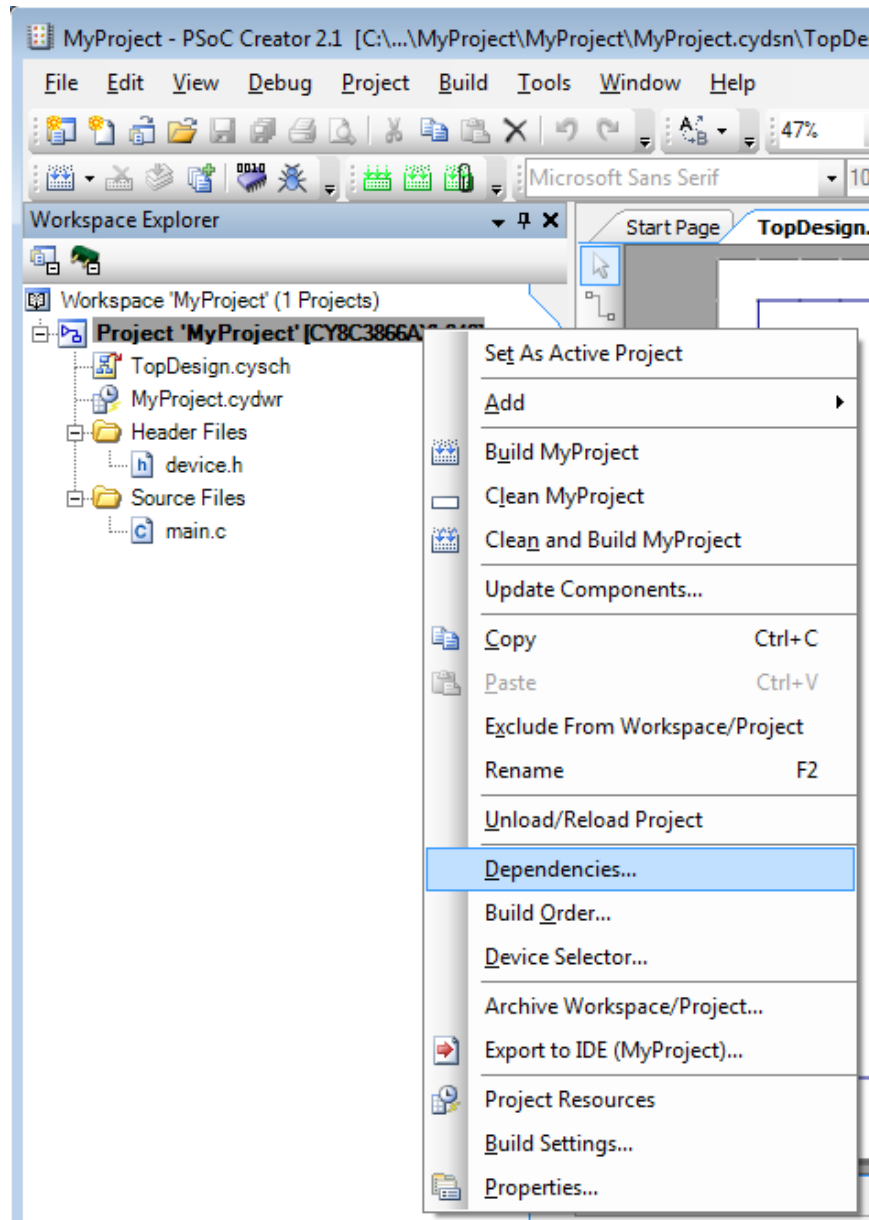 MyProject - PSoC Creator 2.1 [C:\...\MyProject\MyProject\MyProject.cydsn\TopDe
File Edit View Debug Project Build Tools Window Help
47%
Microsoft Sans Serif 10
Workspace Explorer
Start Page TopDesign.
Workspace 'MyProject' (1 Projects)
Project 'MyProject' [CY8C3866A
TopDesign.cysch
MyProject.cydwr
Header Files
device.h
Source Files
main.c
Set As Active Project
Add
Build MyProject
Clean MyProject
Clean and Build MyProject
Update Components...
Copy Ctrl+C
Paste Ctrl+V
Exclude From Workspace/Project
Rename F2
Unload/Reload Project
Dependencies...
Build Order...
Device Selector...
Archive Workspace/Project...
Export to IDE (MyProject)...
Project Resources
Build Settings...
Properties...